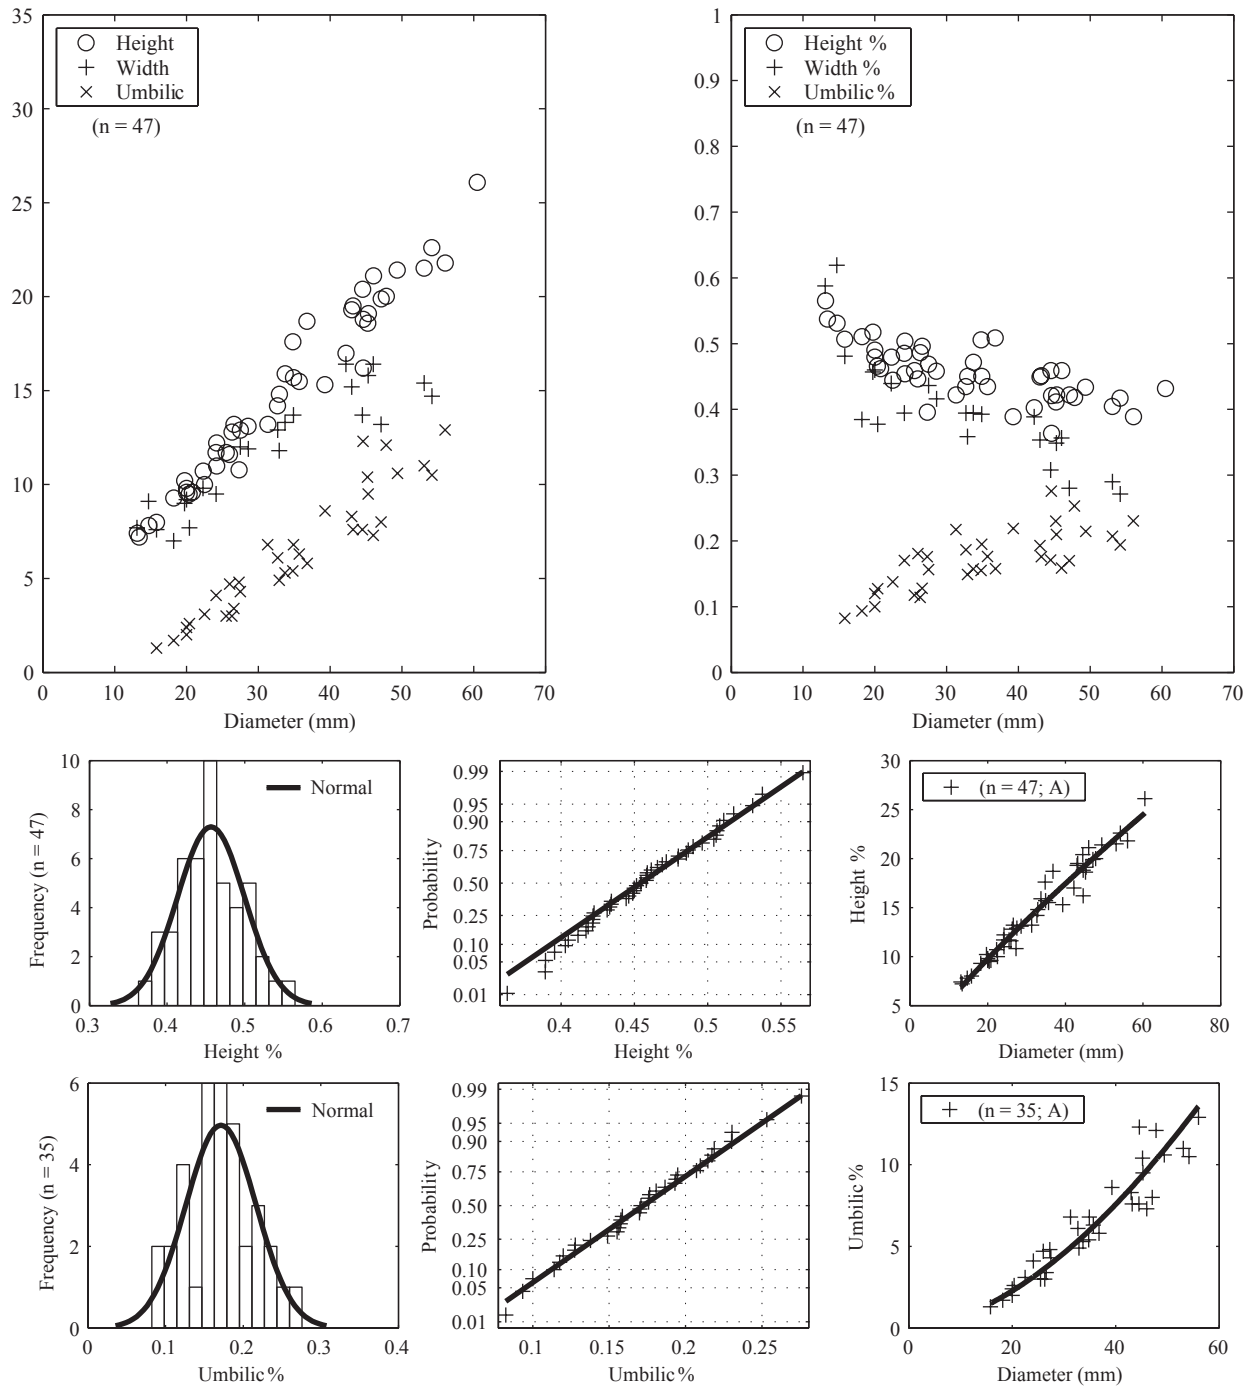 35
30
25
20
15
10
5
0
Height
Width
Umbilic
(n = 47)
0 10 20 30 40 50 60 70
Diameter (mm)
1
0.9
0.8
0.7
0.6
0.5
0.4
0.3
0.2
0.1
0
Height %
Width %
Umbilic %
(n = 47)
0 10 20 30 40 50 60 70
Diameter (mm)
Frequency (n = 47)
10
8
6
4
2
0
Normal
0.3 0.4 0.5 0.6 0.7
Height %
Probability
0.99
0.95
0.90
0.75
0.50
0.25
0.10
0.05
0.01
0.4 0.45 0.5 0.55
Height %
Height %
30
25
20
15
10
5
(n = 47; A)
0 20 40 60 80
Diameter (mm)
Frequency (n = 35)
6
4
2
0
Normal
0 0.1 0.2 0.3 0.4
Umbilic %
Probability
0.99
0.95
0.90
0.75
0.50
0.25
0.10
0.05
0.01
0.1 0.15 0.2 0.25
Umbilic %
Umbilic %
15
10
5
0
(n = 35; A)
0 20 40 60
Diameter (mm)